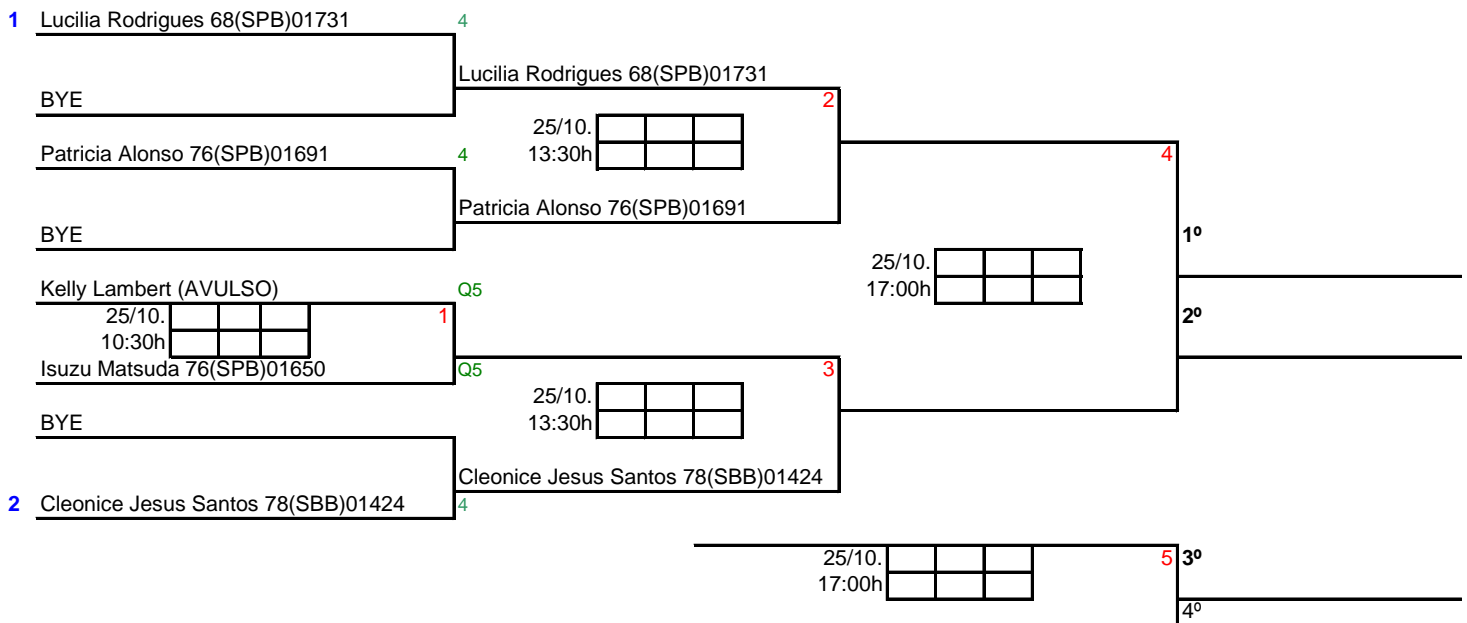 1 Lucilia Rodrigues 68(SPB)01731 4
Lucilia Rodrigues 68(SPB)01731
BYE 2
25/10.
13:30h
Patricia Alonso 76(SPB)01691 4 4
Patricia Alonso 76(SPB)01691
BYE 1º
25/10.
17:00h
Kelly Lambert (AVULSO) Q5
25/10. 1 2º
10:30h
Isuzu Matsuda 76(SPB)01650 Q5 3
25/10.
13:30h
BYE
Cleonice Jesus Santos 78(SBB)01424
2 Cleonice Jesus Santos 78(SBB)01424 4
25/10. 5 3º
17:00h
4º